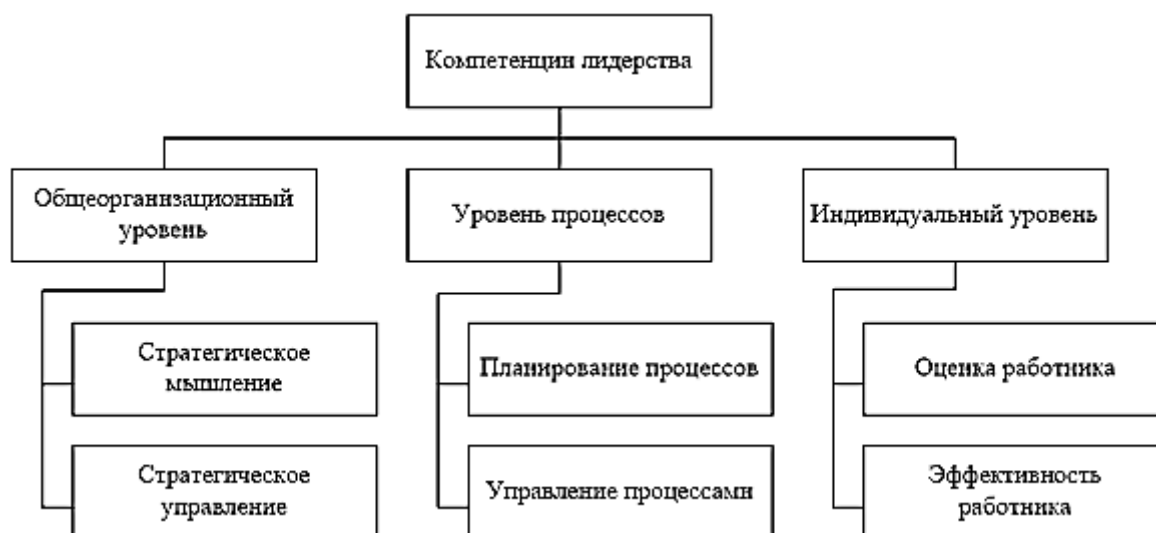 Компетенции лидерства
Общеорганизационный
уровень
Уровень процессов
Индивидуальный уровень
Стратегическое
мышление
Планирование процессов
Оценка работника
Стратегическое
управление
Управление процессами
Эффективность
работника